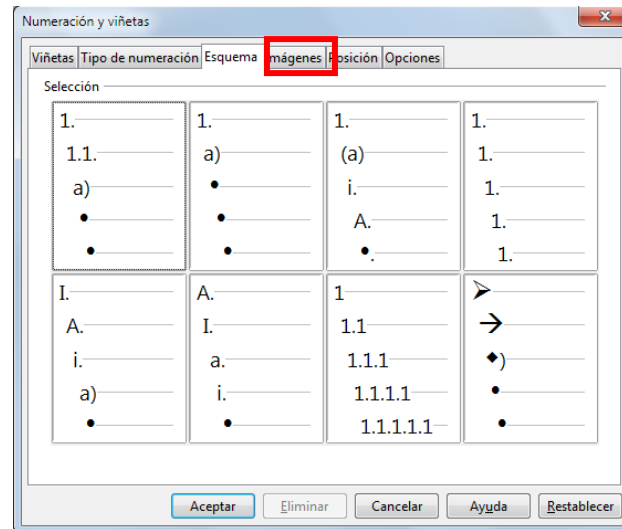 Numeración y viñetas
Viñetas Tipo de numeración Esquema Imágenes Posición Opciones
Selección
1. 1. 1. 1.
1.1. a) (a) 1.
a) • i. 1.
• • A. 1.
• • •. 1.
I. A. 1 ➢
A. I. 1.1 →
i. a. 1.1.1 ◆)
a) i. 1.1.1.1 •
• • 1.1.1.1.1 •
Aceptar Eliminar Cancelar Ayuda Restablecer